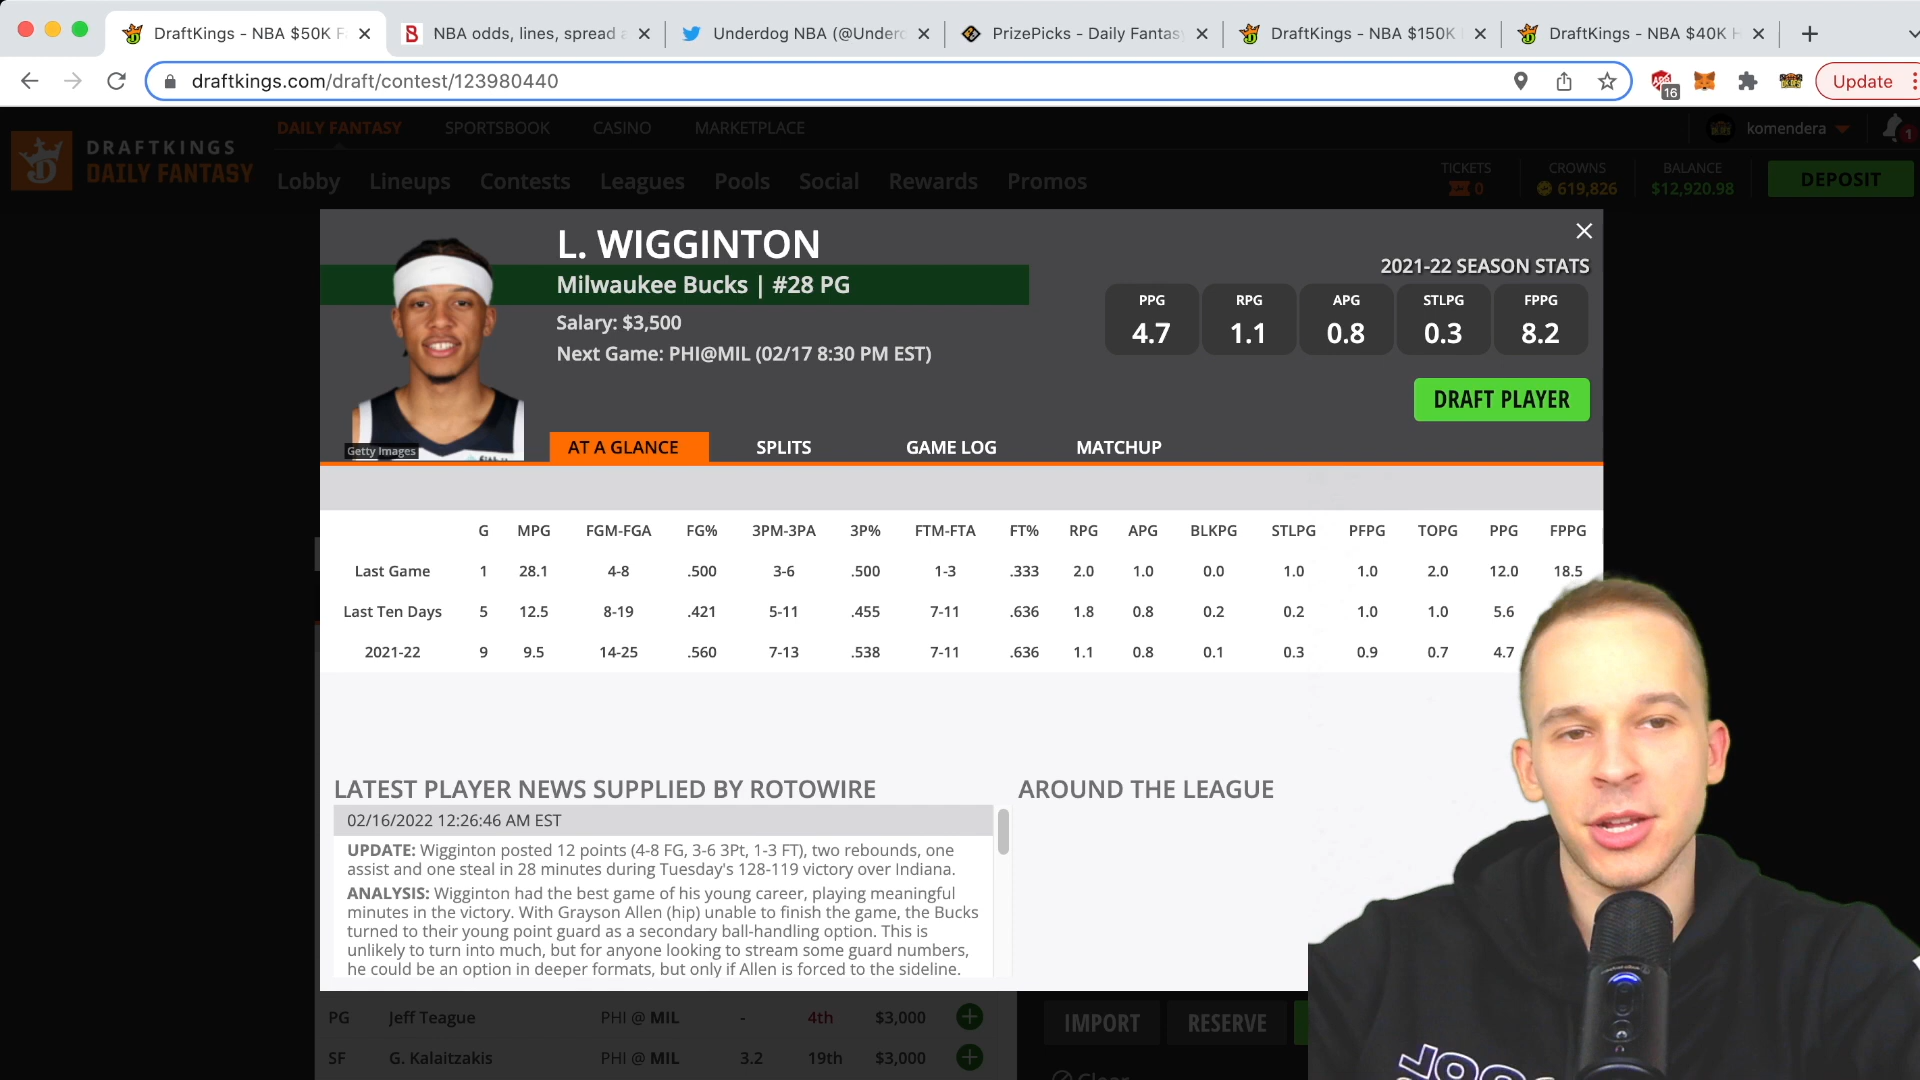 DraftKings - NBA $50K F
NBA odds, lines, spread a
Underdog NBA (@Underd
PrizePicks - Daily Fantasy
DraftKings - NBA $150K
DraftKings - NBA $40K H
draftkings.com/draft/contest/123980440
16
Update
DRAFTKINGS
DAILY FANTASY
DAILY FANTASY
SPORTSBOOK
CASINO
MARKETPLACE
komendera
1
Lobby
Lineups
Contests
Leagues
Pools
Social
Rewards
Promos
TICKETS
0
CROWNS
619,826
BALANCE
$12,920.98
DEPOSIT
L. WIGGINTON
Milwaukee Bucks | #28 PG
Salary: $3,500
Next Game: PHI@MIL (02/17 8:30 PM EST)
2021-22 SEASON STATS
PPG RPG APG STLPG FPPG
4.7 1.1 0.8 0.3 8.2
DRAFT PLAYER
Getty Images
AT A GLANCE
SPLITS
GAME LOG
MATCHUP
G MPG FGM-FGA FG% 3PM-3PA 3P% FTM-FTA FT% RPG APG BLKPG STLPG PFPG TOPG PPG FPPG
Last Game 1 28.1 4-8 .500 3-6 .500 1-3 .333 2.0 1.0 0.0 1.0 1.0 2.0 12.0 18.5
Last Ten Days 5 12.5 8-19 .421 5-11 .455 7-11 .636 1.8 0.8 0.2 0.2 1.0 1.0 5.6
2021-22 9 9.5 14-25 .560 7-13 .538 7-11 .636 1.1 0.8 0.1 0.3 0.9 0.7 4.7
LATEST PLAYER NEWS SUPPLIED BY ROTOWIRE
02/16/2022 12:26:46 AM EST
UPDATE: Wigginton posted 12 points (4-8 FG, 3-6 3Pt, 1-3 FT), two rebounds, one
assist and one steal in 28 minutes during Tuesday's 128-119 victory over Indiana.
ANALYSIS: Wigginton had the best game of his young career, playing meaningful
minutes in the victory. With Grayson Allen (hip) unable to finish the game, the Bucks
turned to their young point guard as a secondary ball-handling option. This is
unlikely to turn into much, but for anyone looking to stream some guard numbers,
he could be an option in deeper formats, but only if Allen is forced to the sideline.
AROUND THE LEAGUE
PG Jeff Teague PHI @ MIL - 4th $3,000
SF G. Kalaitzakis PHI @ MIL 3.2 19th $3,000
IMPORT
RESERVE
Clear